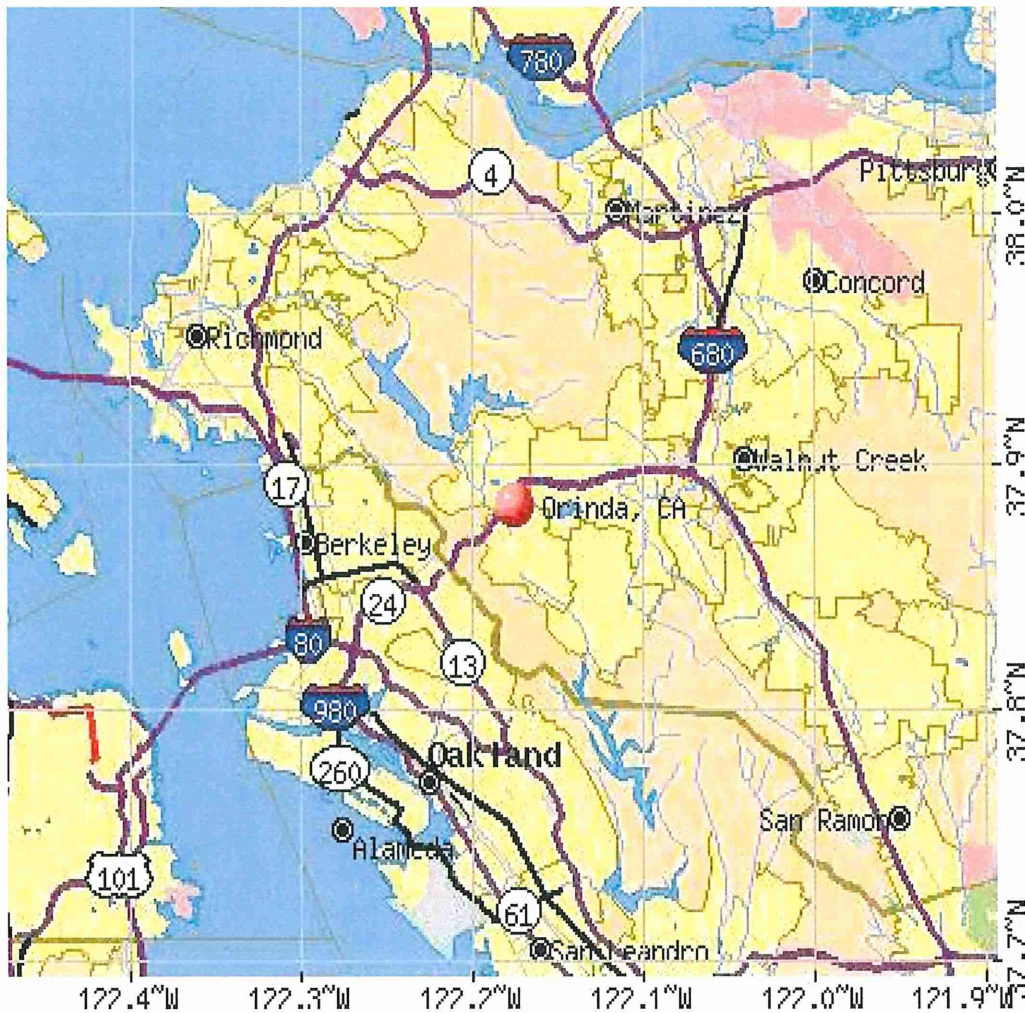 780
4
Pittsburg
Martinez
38.0°N
Concord
Richmond
680
37.9°N
Walnut Creek
17
Orinda, CA
Berkeley
24
80
13
980
37.8°N
Oakland
260
San Ramon
Alameda
101
61
San Leandro
37.7°N
122.4°W 122.3°W 122.2°W 122.1°W 122.0°W 121.9°W